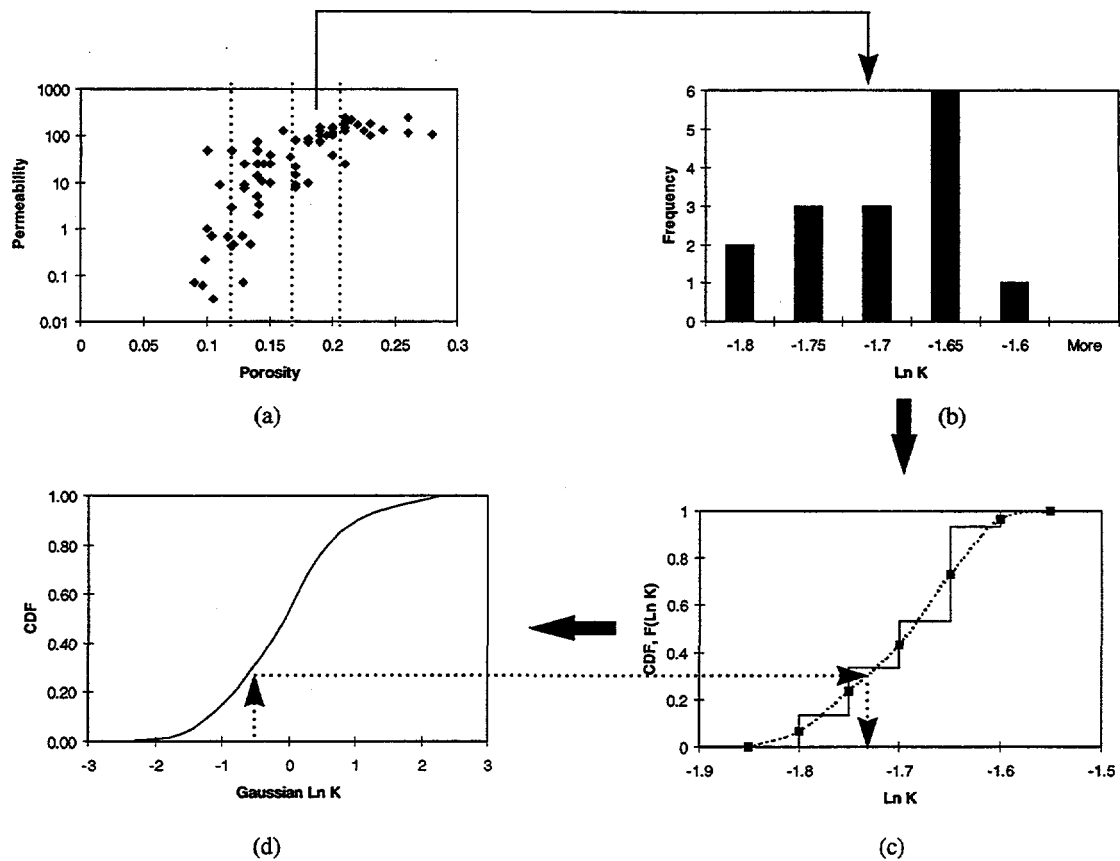 1000
100
10
1
0.1
0.01
Permeability
0 0.05 0.1 0.15 0.2 0.25 0.3
Porosity
(a)
6
5
4
3
2
1
0
Frequency
-1.8 -1.75 -1.7 -1.65 -1.6 More
Ln K
(b)
1.00
0.80
0.60
0.40
0.20
0.00
CDF
-3 -2 -1 0 1 2 3
Gaussian Ln K
(d)
1
0.8
0.6
0.4
0.2
0
CDF, F(Ln K)
-1.9 -1.8 -1.7 -1.6 -1.5
Ln K
(c)